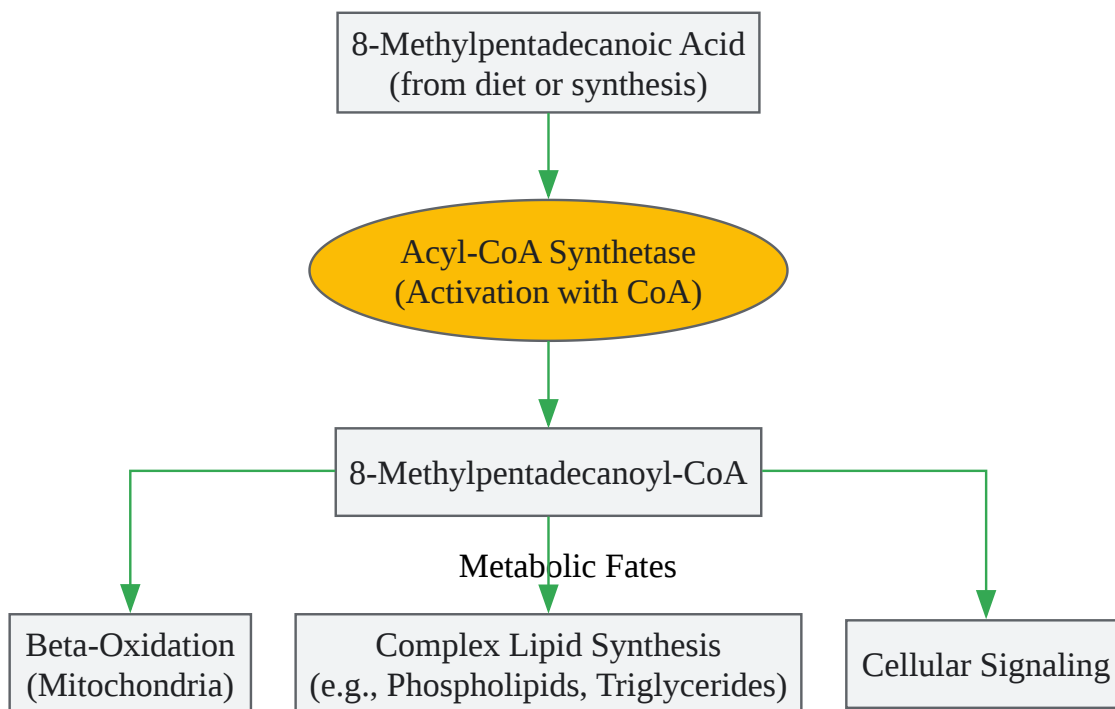 8-Methylpentadecanoic Acid
(from diet or synthesis)
Acyl-CoA Synthetase
(Activation with CoA)
8-Methylpentadecanoyl-CoA
Metabolic Fates
Beta-Oxidation
(Mitochondria)
Complex Lipid Synthesis
(e.g., Phospholipids, Triglycerides)
Cellular Signaling